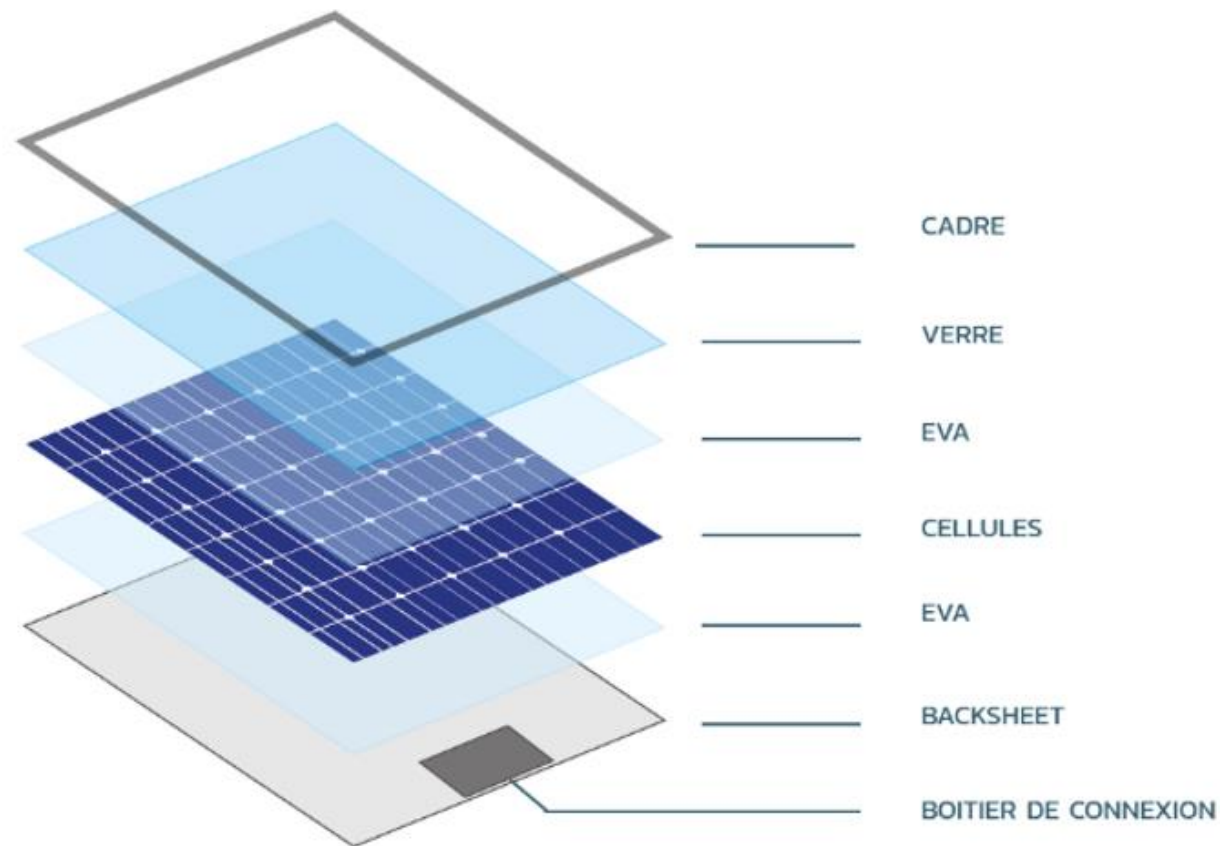 CADRE
VERRE
EVA
CELLULES
EVA
BACKSHEET
BOITIER DE CONNEXION